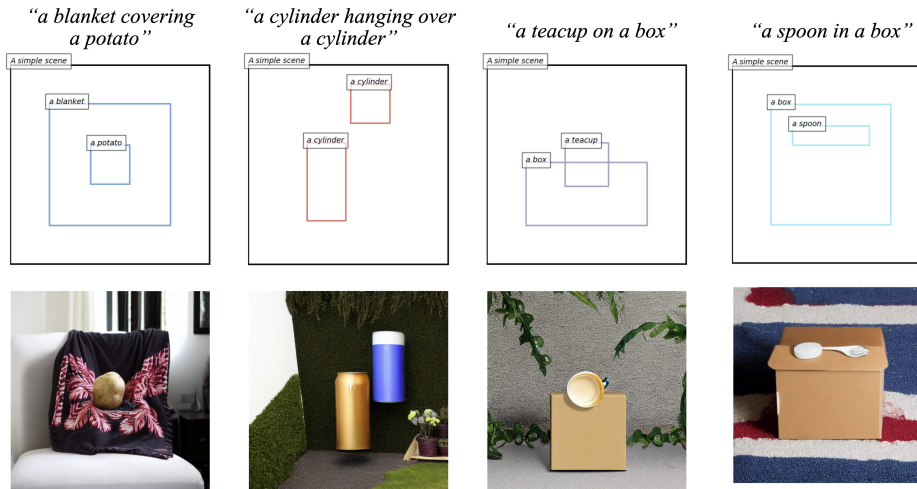 “a blanket covering
a potato”
“a cylinder hanging over
a cylinder”
“a teacup on a box”
“a spoon in a box”
A simple scene
a blanket
a potato
A simple scene
a cylinder
a cylinder
A simple scene
a teacup
a box
A simple scene
a box
a spoon